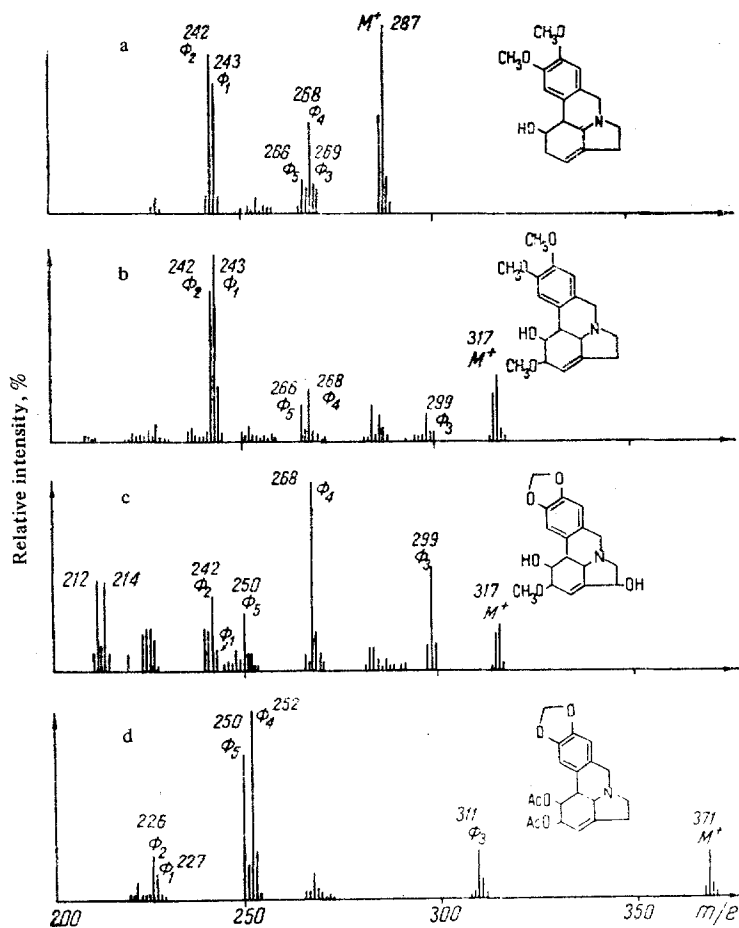 Relative intensity, %
a
242
Φ₂
243
Φ₁
268
Φ₄
266
Φ₅
269
Φ₃
M⁺ 287
CH₃O
CH₃O
HO
N
b
242
Φ₂
243
Φ₁
266
Φ₅
268
Φ₄
299
Φ₃
317
M⁺
CH₃O
CH₃O
HO
CH₃O
N
c
212
214
242
Φ₂
Φ₁
250
Φ₅
268
Φ₄
299
Φ₃
317
M⁺
O
O
HO
CH₃O
N
OH
d
226
Φ₂
Φ₁ 227
250
Φ₅
Φ₄ 252
311
Φ₃
371
M⁺
O
O
AcO
AcO
N
200
250
300
350
m/e